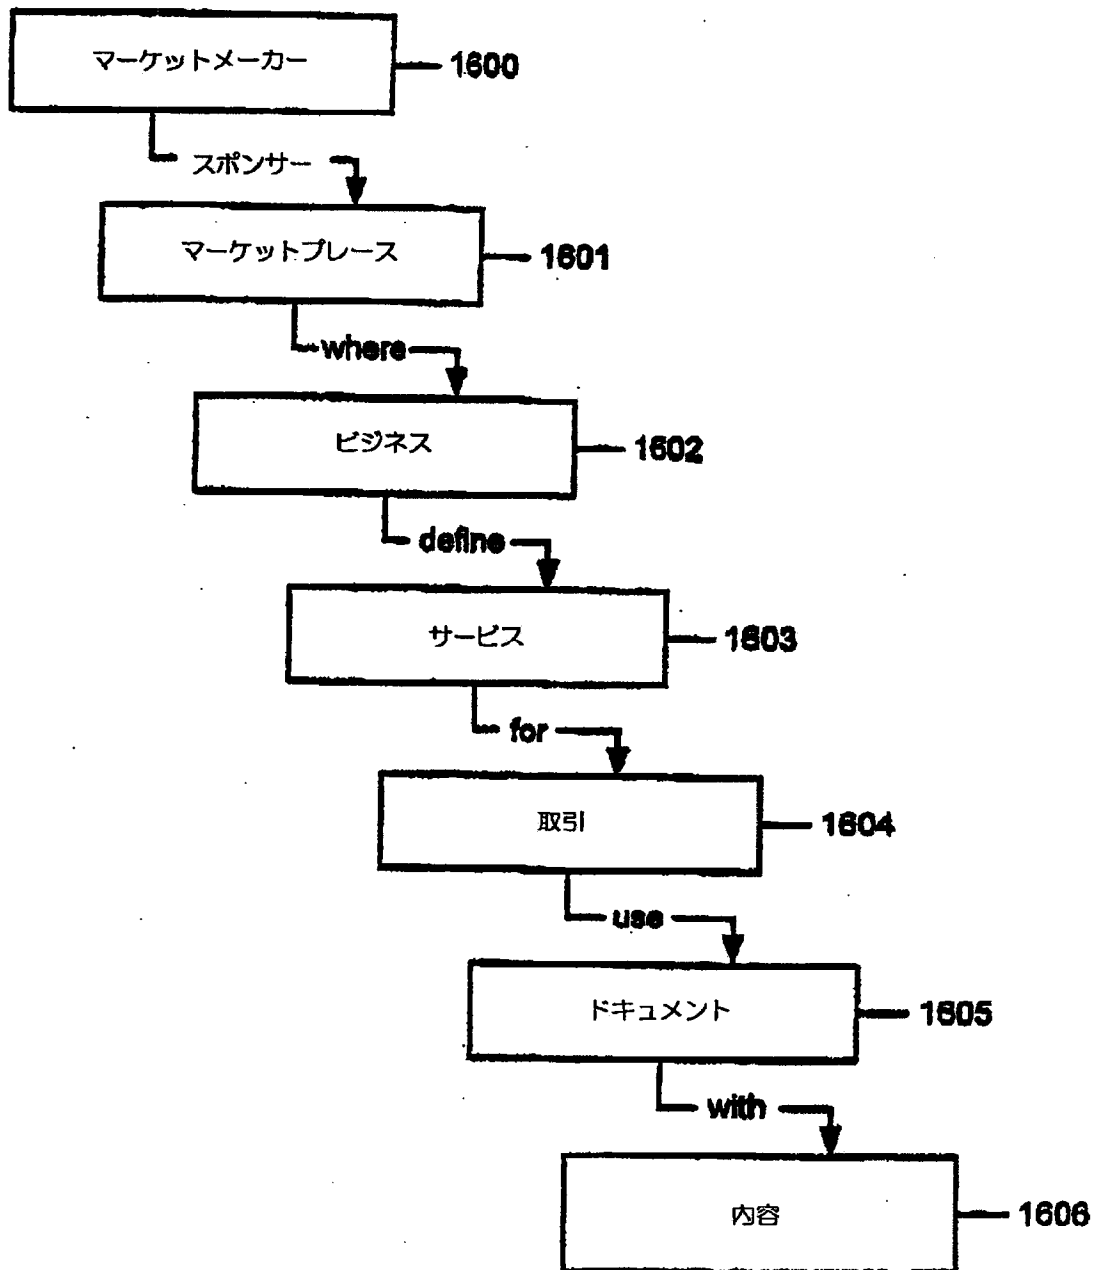 マーケットメーカー
1600
スポンサー
マーケットプレース
1601
where
ビジネス
1602
define
サービス
1603
for
取引
1604
use
ドキュメント
1605
with
内容
1606